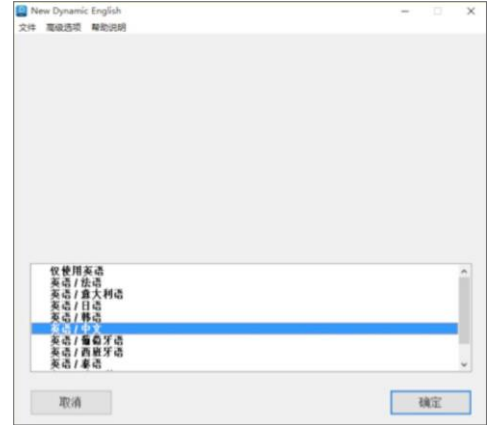 New Dynamic English
文件 高级选项 帮助说明
仅使用英语
英语 / 法语
英语 / 意大利语
英语 / 日语
英语 / 韩语
英语 / 中文
英语 / 葡萄牙语
英语 / 西班牙语
英语 / 泰语
取消 确定